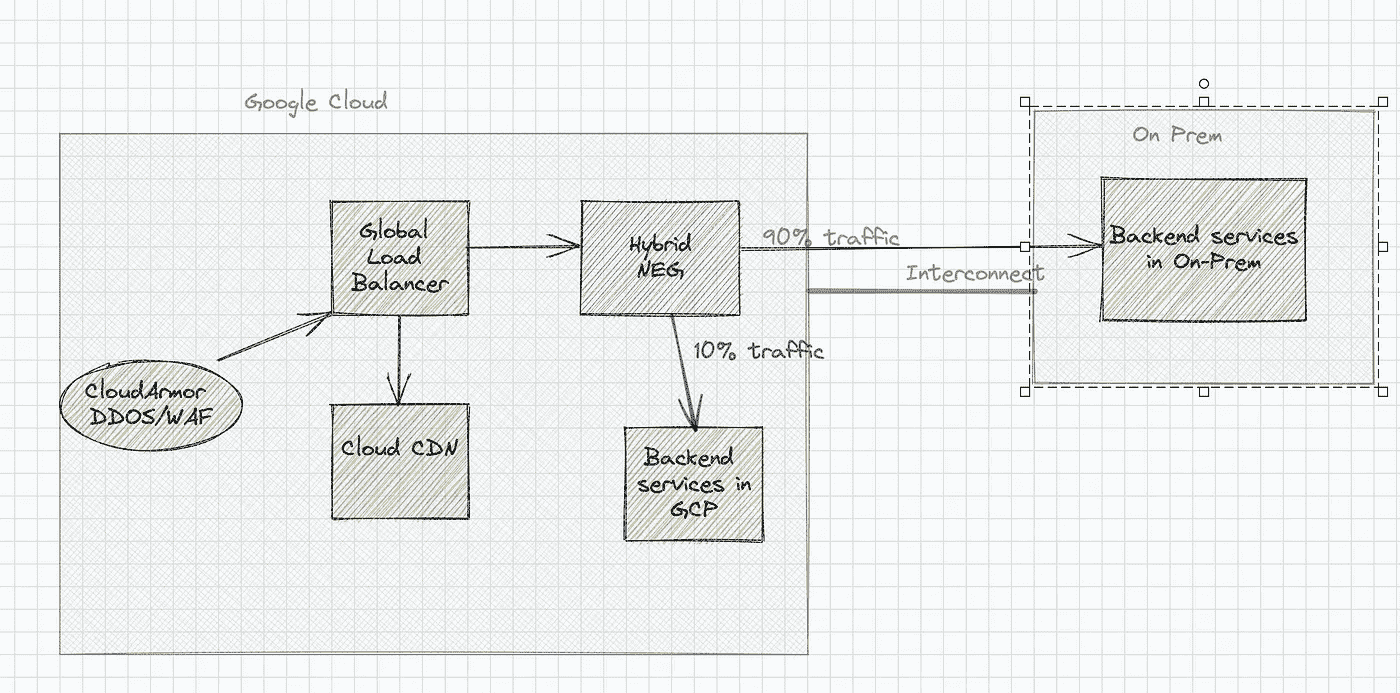 Google Cloud
On Prem
Global
Load
Balancer
Hybrid
NEG
90% traffic
Backend services
in On-Prem
Interconnect
10% traffic
CloudArmor
DDOS/WAF
Cloud CDN
Backend
services in
GCP